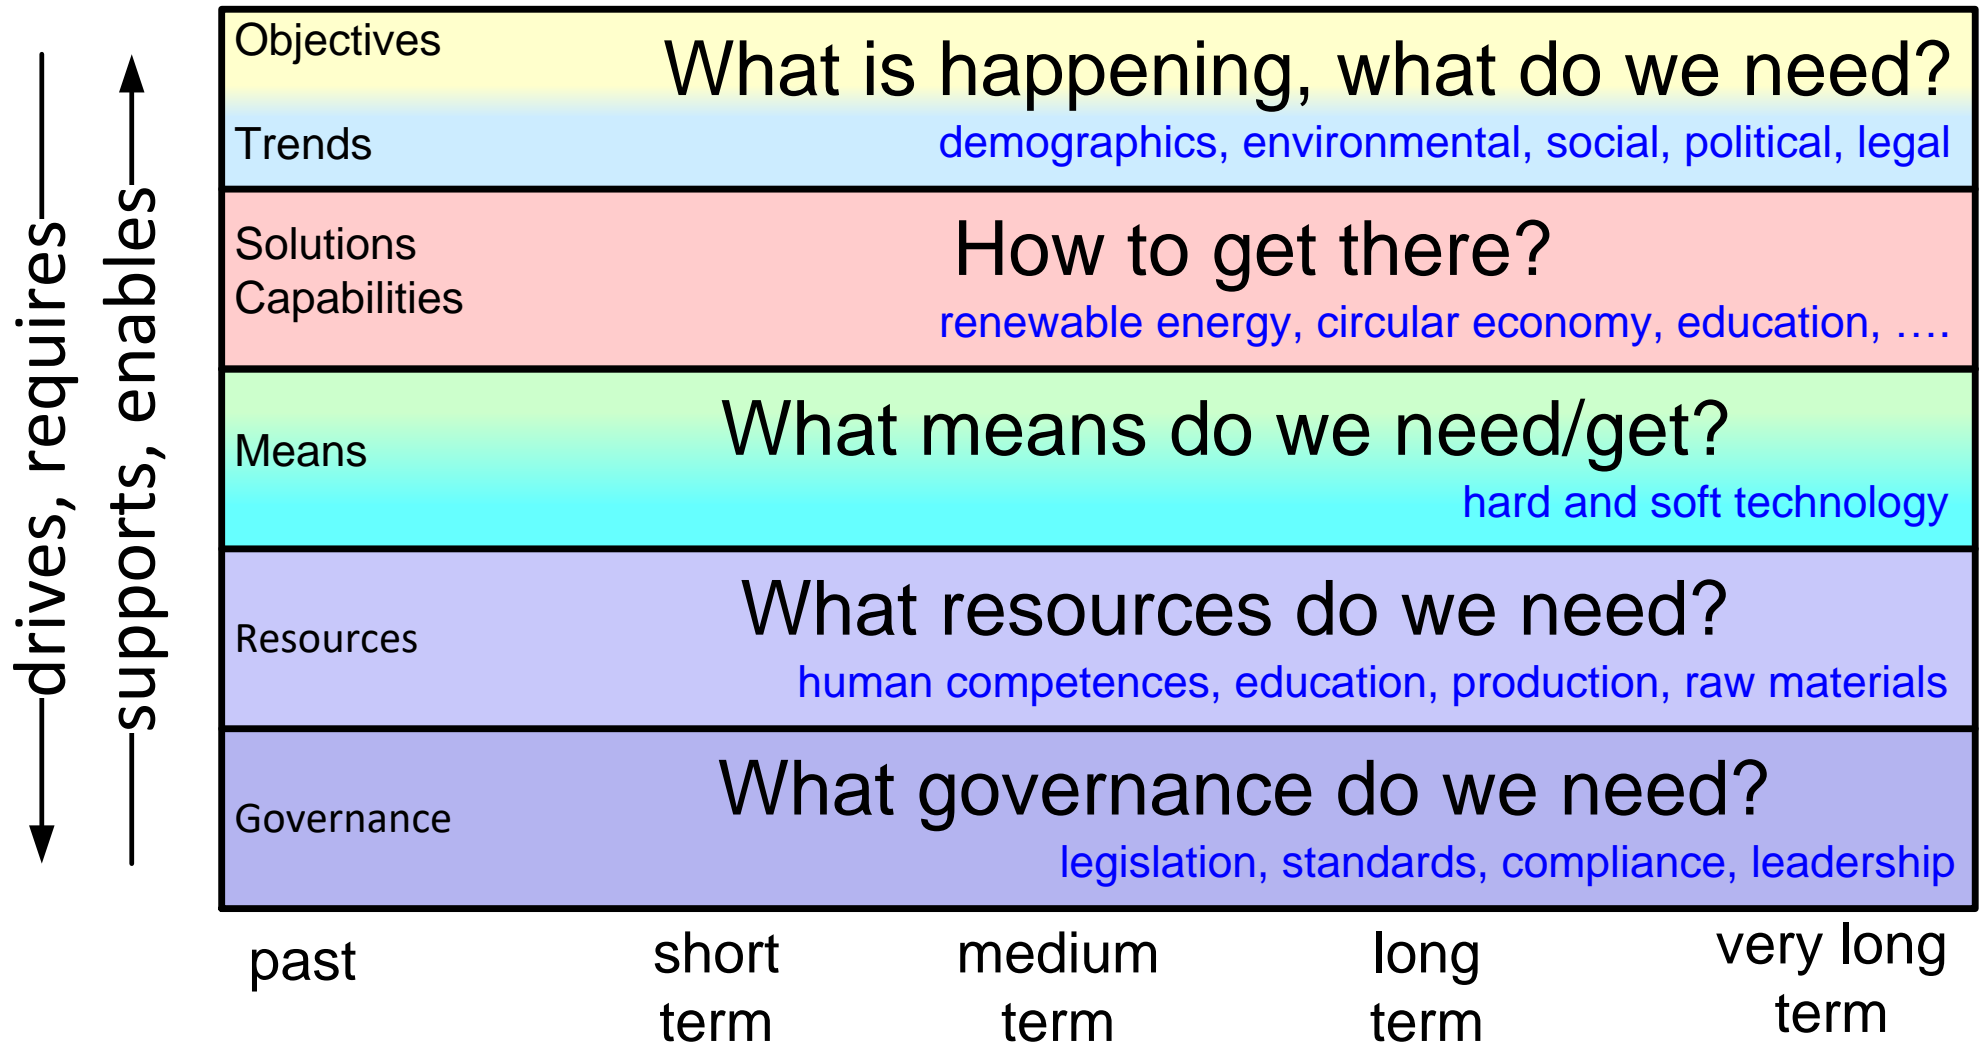 drives, requires
supports, enables
Objectives
What is happening, what do we need?
Trends
demographics, environmental, social, political, legal
Solutions
Capabilities
How to get there?
renewable energy, circular economy, education, ....
Means
What means do we need/get?
hard and soft technology
Resources
What resources do we need?
human competences, education, production, raw materials
Governance
What governance do we need?
legislation, standards, compliance, leadership
past
short
term
medium
term
long
term
very long
term